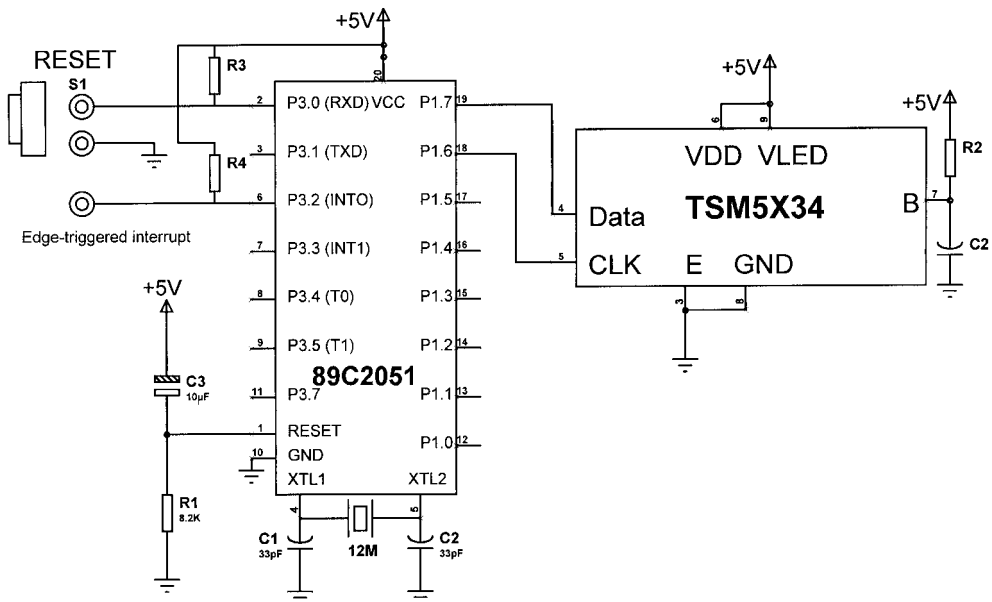 +5V
RESET
S1
R3
20
2
P3.0 (RXD) VCC
P1.7
19
3
P3.1 (TXD)
P1.6
18
R4
6
P3.2 (INTO)
P1.5
17
Edge-triggered interrupt
7
P3.3 (INT1)
P1.4
16
+5V
8
P3.4 (T0)
P1.3
15
9
P3.5 (T1)
P1.2
14
89C2051
C3
10µF
11
P3.7
P1.1
13
1
RESET
P1.0
12
10
GND
XTL1
XTL2
R1
8.2K
4
5
C1
33pF
12M
C2
33pF
+5V
6
9
VDD
VLED
TSM5X34
4
Data
B
7
5
CLK
E
GND
3
8
+5V
R2
C2